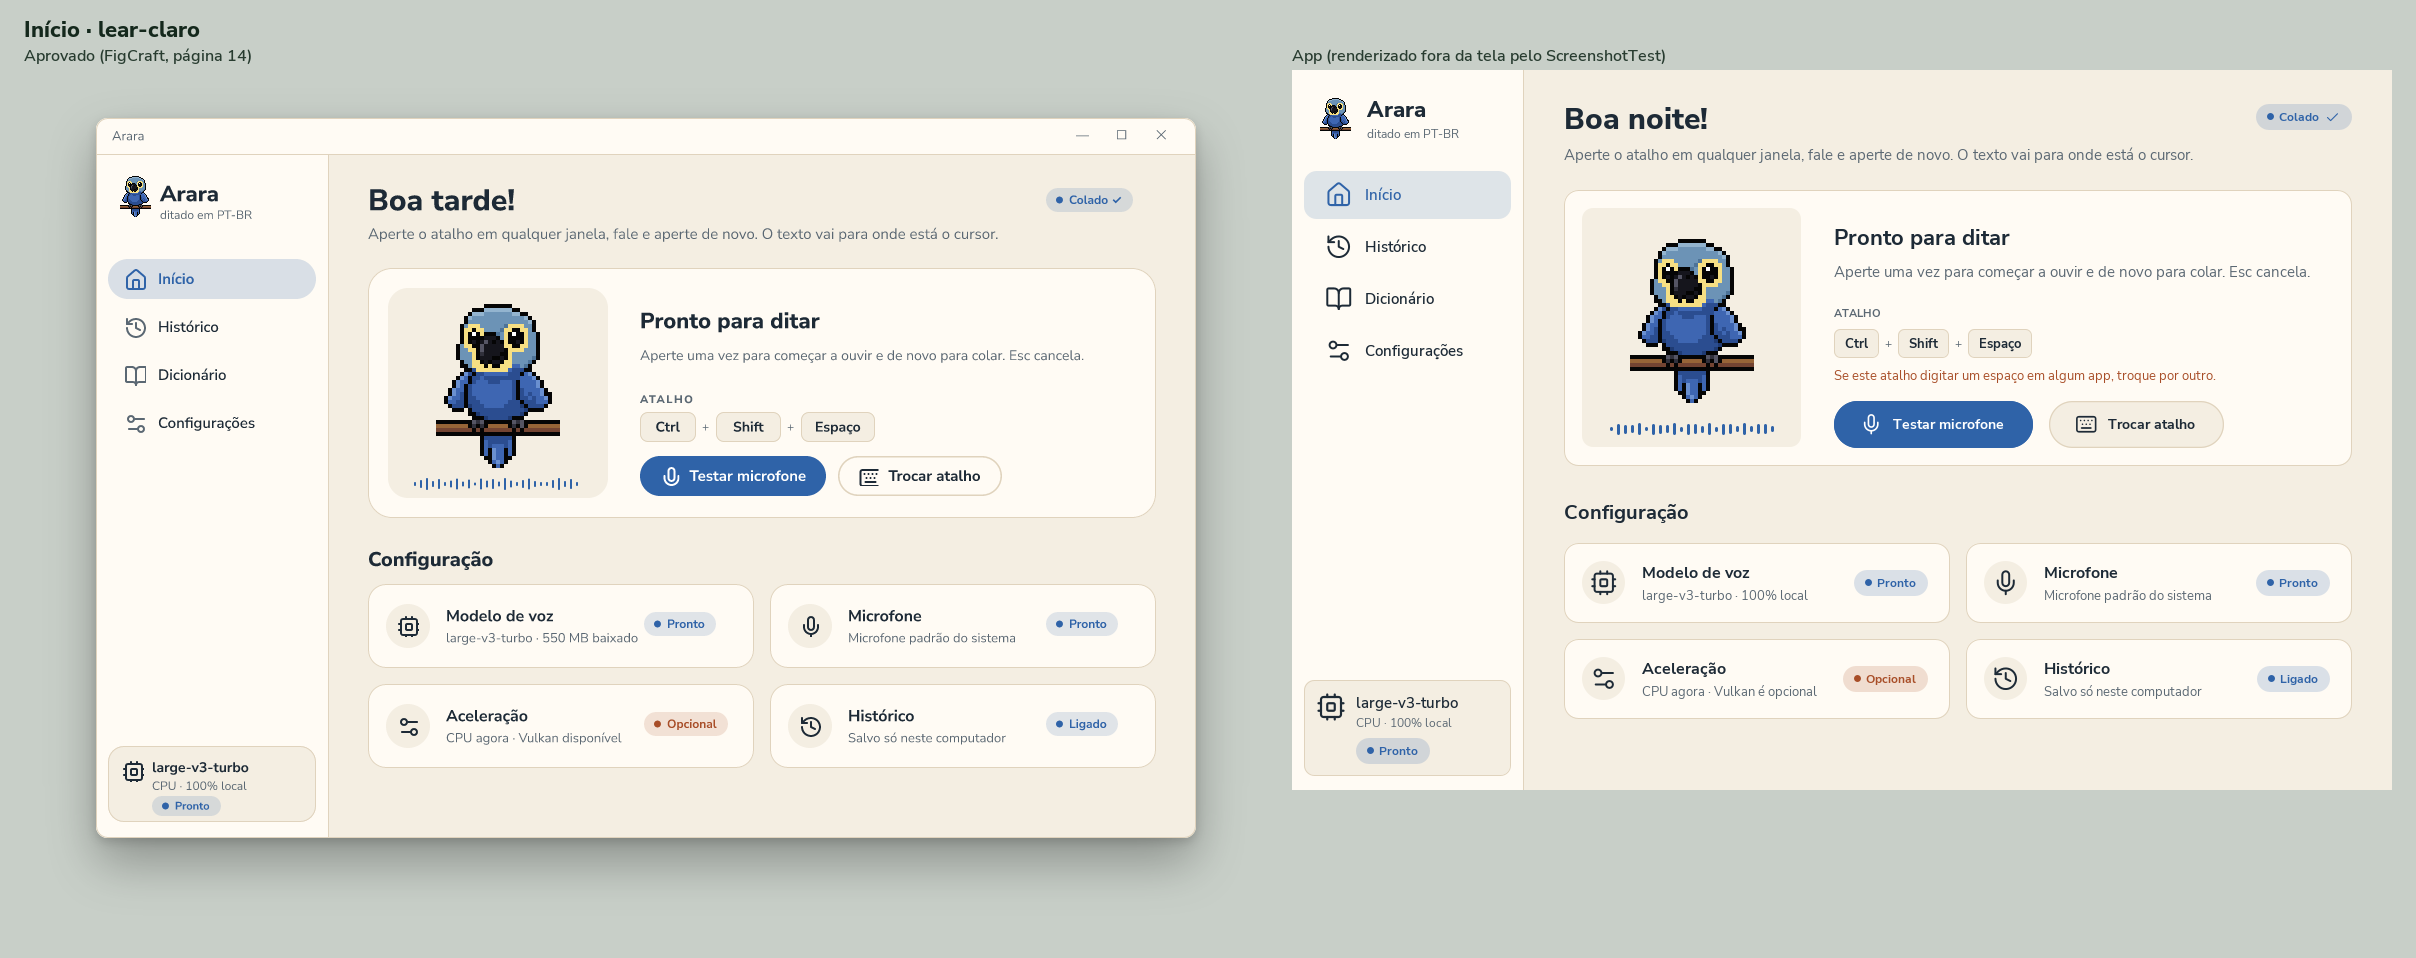 Início · lear-claro
Aprovado (FigCraft, página 14)
Arara
Arara
ditado em PT-BR
Início
Histórico
Dicionário
Configurações
large-v3-turbo
CPU · 100% local
Pronto
Boa tarde!
Colado
Aperte o atalho em qualquer janela, fale e aperte de novo. O texto vai para onde está o cursor.
Pronto para ditar
Aperte uma vez para começar a ouvir e de novo para colar. Esc cancela.
ATALHO
Ctrl + Shift + Espaço
Testar microfone
Trocar atalho
Configuração
Modelo de voz
large-v3-turbo · 550 MB baixado
Pronto
Microfone
Microfone padrão do sistema
Pronto
Aceleração
CPU agora · Vulkan disponível
Opcional
Histórico
Salvo só neste computador
Ligado
App (renderizado fora da tela pelo ScreenshotTest)
Arara
ditado em PT-BR
Início
Histórico
Dicionário
Configurações
large-v3-turbo
CPU · 100% local
Pronto
Boa noite!
Colado
Aperte o atalho em qualquer janela, fale e aperte de novo. O texto vai para onde está o cursor.
Pronto para ditar
Aperte uma vez para começar a ouvir e de novo para colar. Esc cancela.
ATALHO
Ctrl + Shift + Espaço
Se este atalho digitar um espaço em algum app, troque por outro.
Testar microfone
Trocar atalho
Configuração
Modelo de voz
large-v3-turbo · 100% local
Pronto
Microfone
Microfone padrão do sistema
Pronto
Aceleração
CPU agora · Vulkan é opcional
Opcional
Histórico
Salvo só neste computador
Ligado